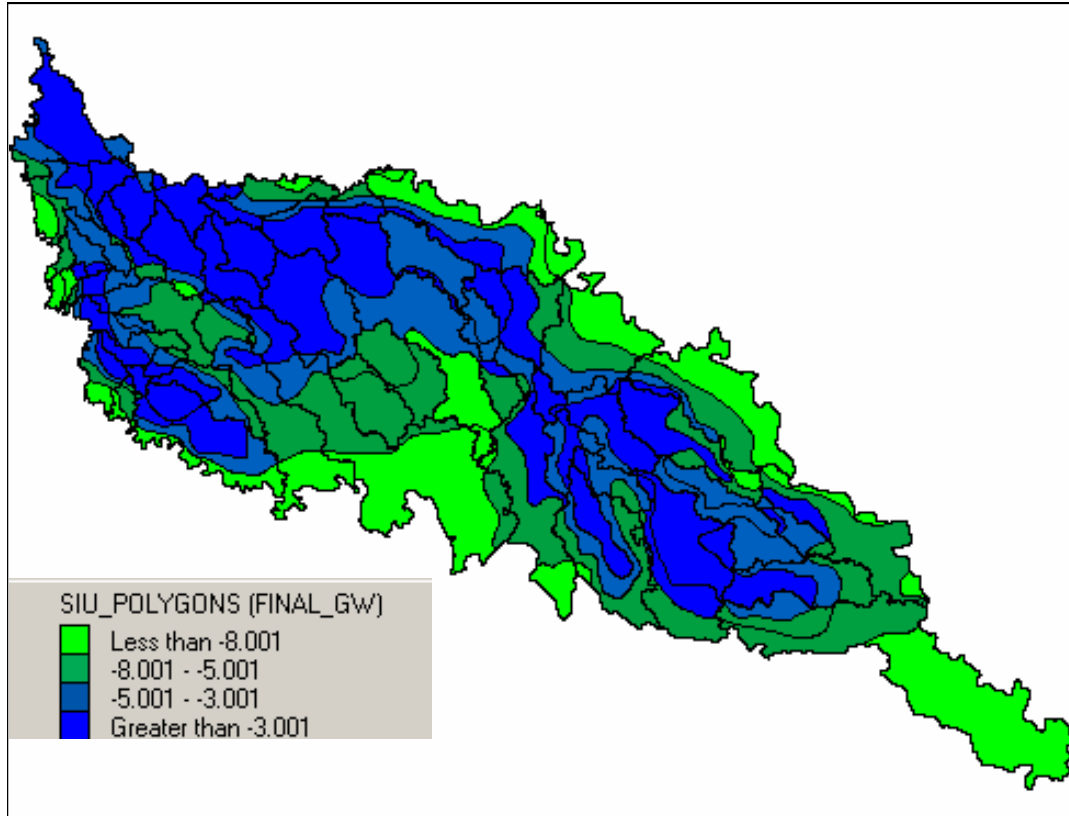 SIU_POLYGONS (FINAL_GW)
Less than -8.001
-8.001 - -5.001
-5.001 - -3.001
Greater than -3.001